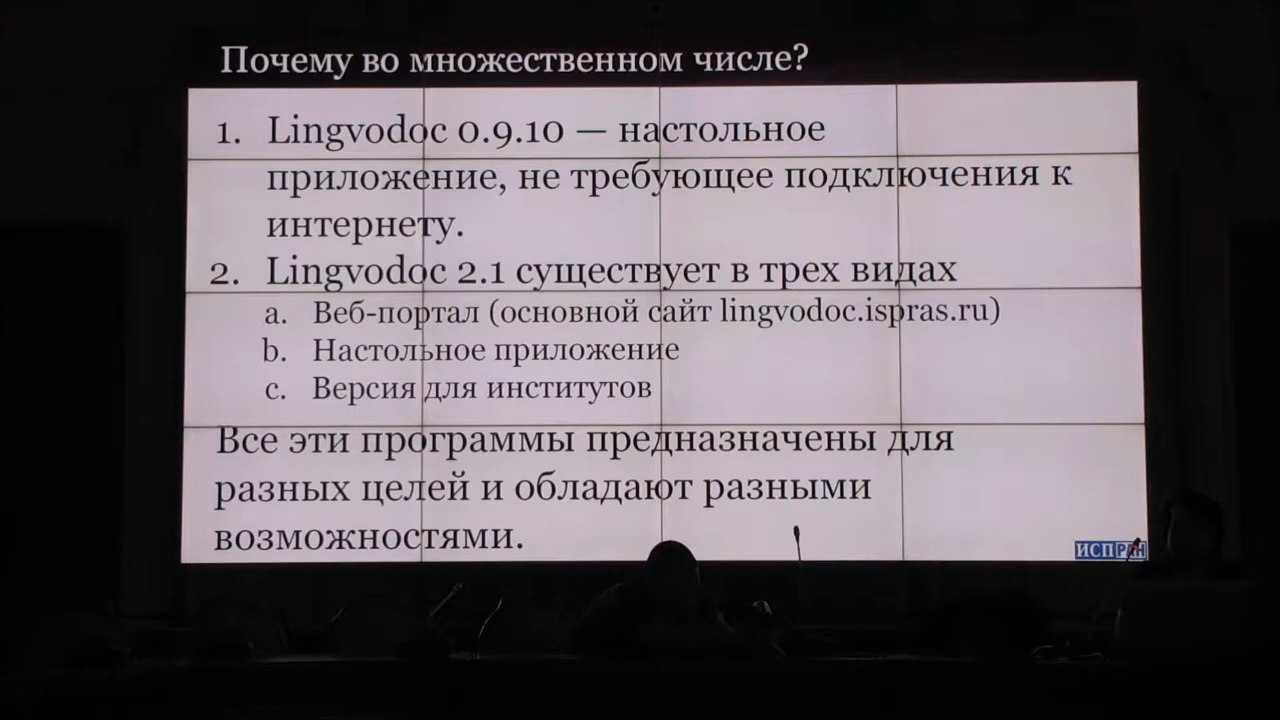 Почему во множественном числе?
1. Lingvodoc 0.9.10 — настольное
приложение, не требующее подключения к
интернету.
2. Lingvodoc 2.1 существует в трех видах
a. Веб-портал (основной сайт lingvodoc.ispras.ru)
b. Настольное приложение
c. Версия для институтов
Все эти программы предназначены для
разных целей и обладают разными
возможностями.
ИСП РАН